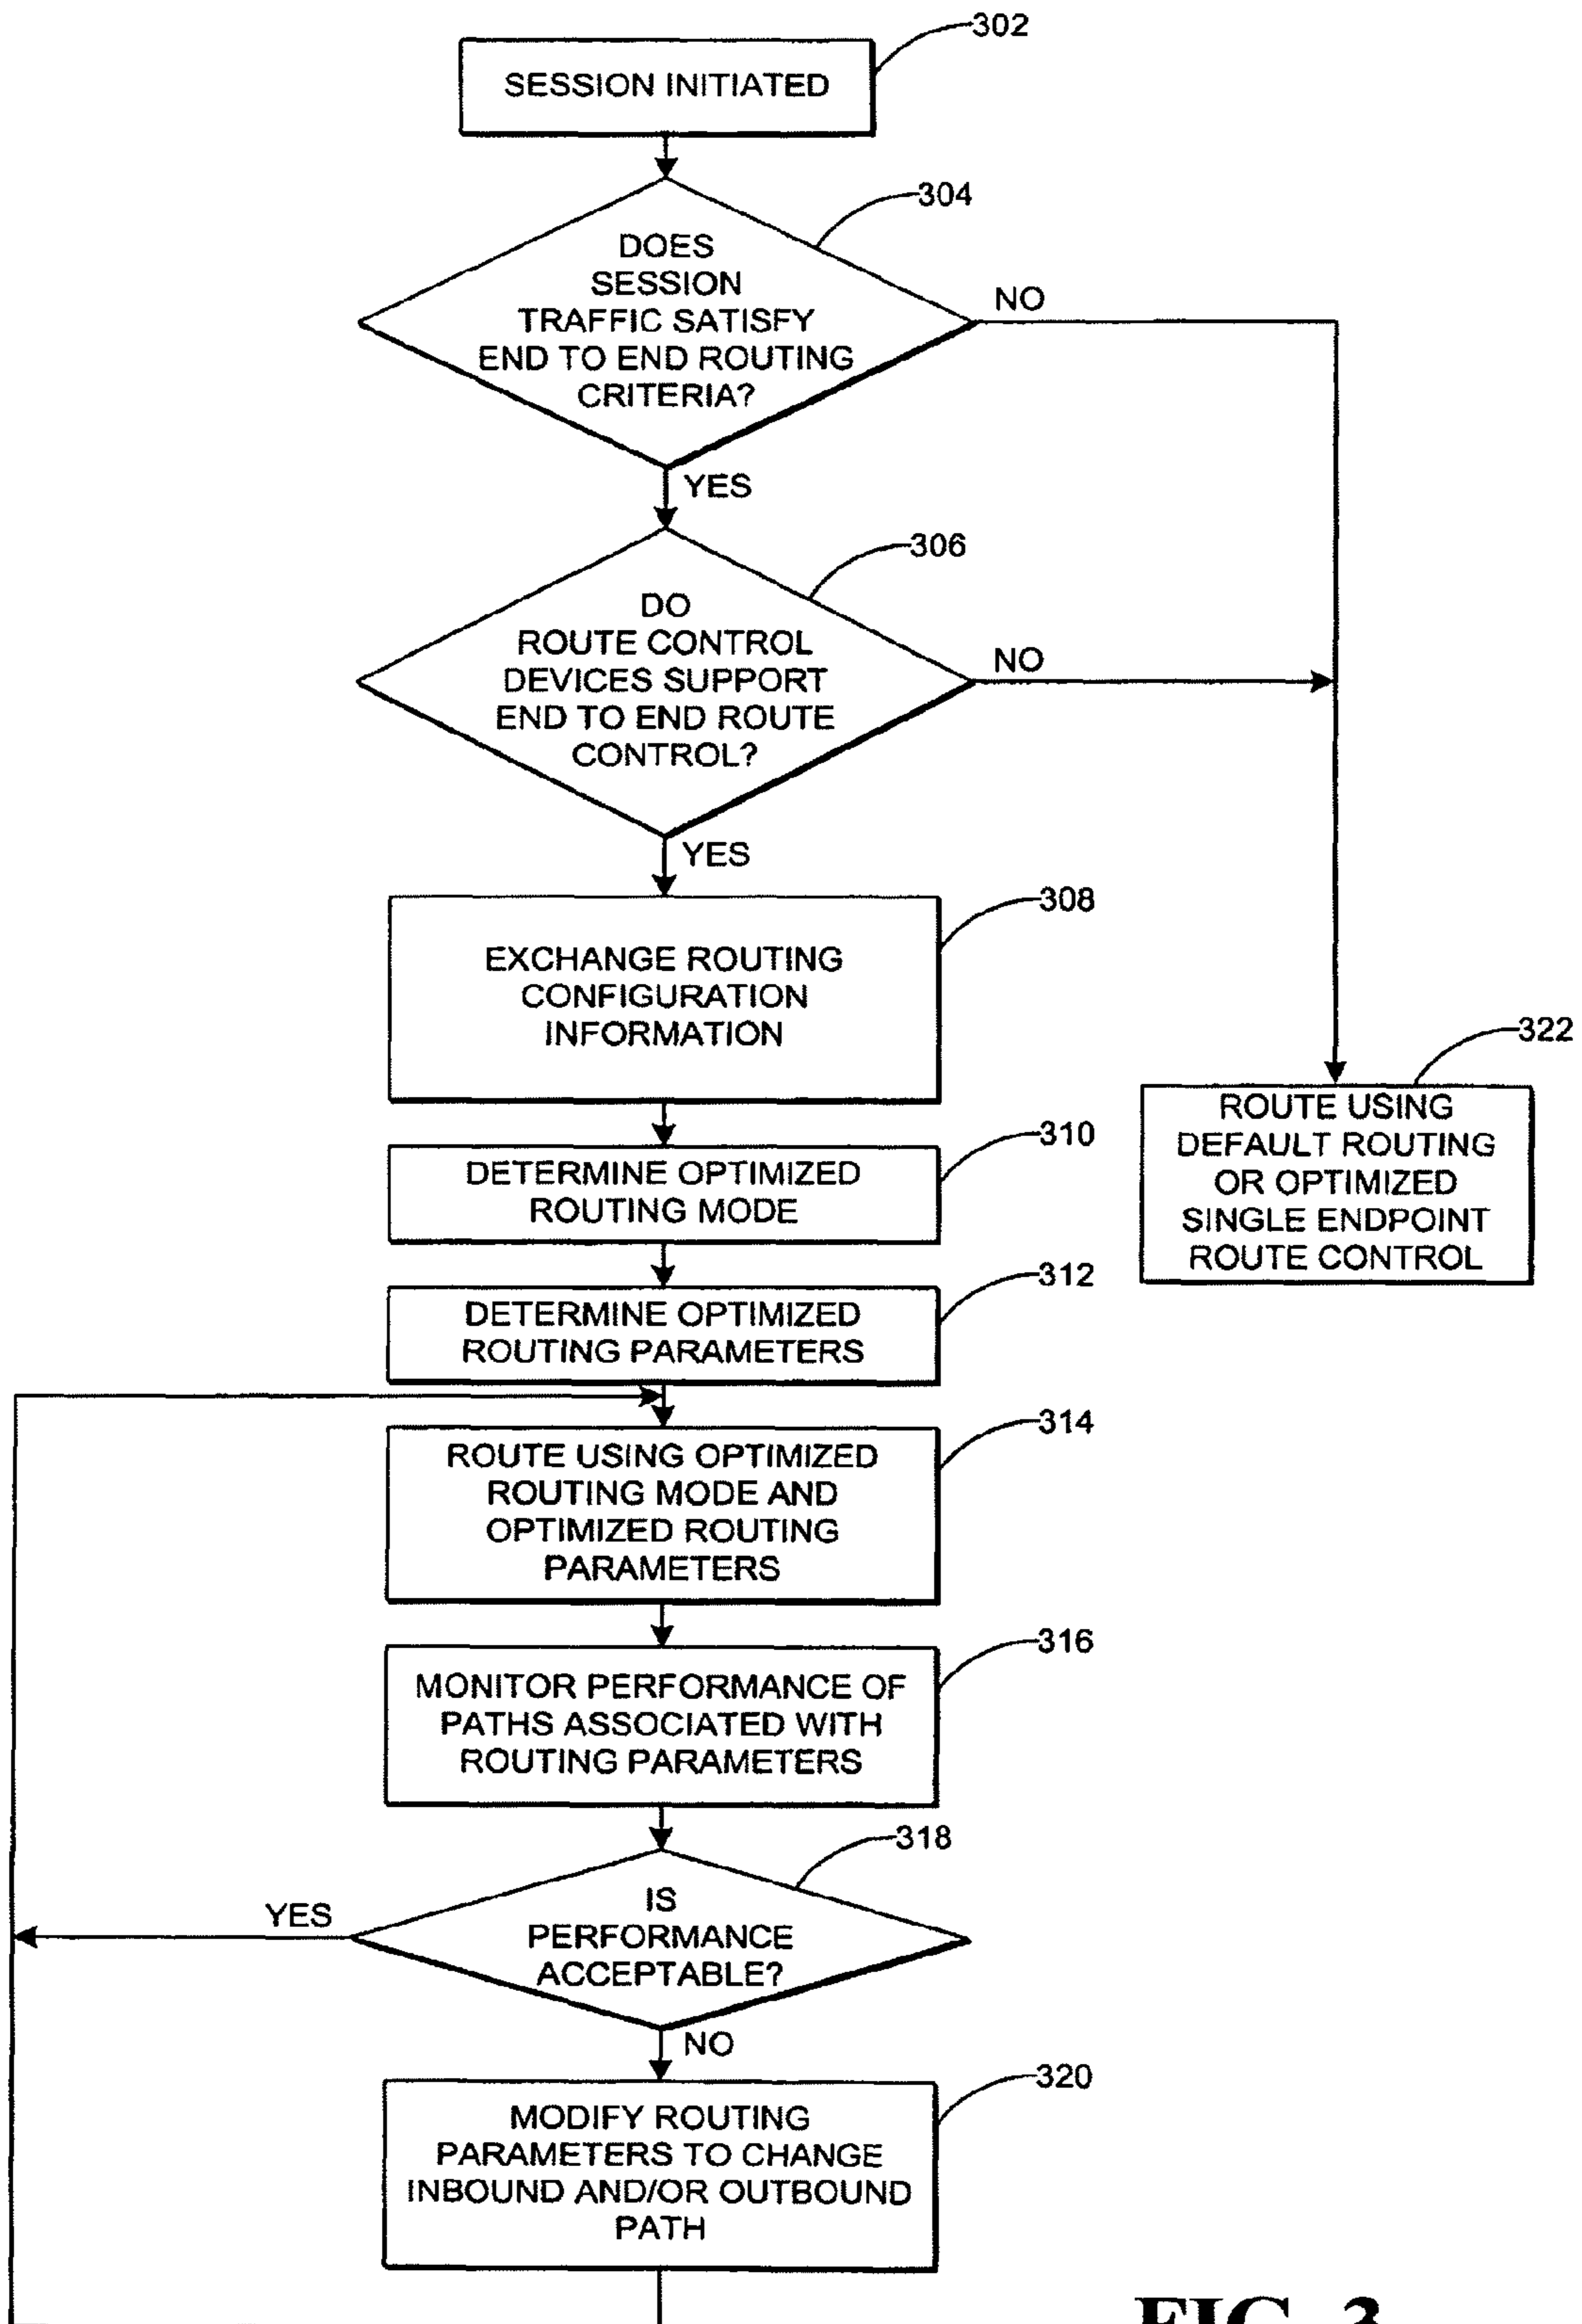 302
SESSION INITIATED
304
DOES
SESSION
TRAFFIC SATISFY
END TO END ROUTING
CRITERIA?
NO
YES
306
DO
ROUTE CONTROL
DEVICES SUPPORT
END TO END ROUTE
CONTROL?
NO
YES
308
EXCHANGE ROUTING
CONFIGURATION
INFORMATION
322
ROUTE USING
DEFAULT ROUTING
OR OPTIMIZED
SINGLE ENDPOINT
ROUTE CONTROL
310
DETERMINE OPTIMIZED
ROUTING MODE
312
DETERMINE OPTIMIZED
ROUTING PARAMETERS
314
ROUTE USING OPTIMIZED
ROUTING MODE AND
OPTIMIZED ROUTING
PARAMETERS
316
MONITOR PERFORMANCE OF
PATHS ASSOCIATED WITH
ROUTING PARAMETERS
318
IS
PERFORMANCE
ACCEPTABLE?
YES
NO
320
MODIFY ROUTING
PARAMETERS TO CHANGE
INBOUND AND/OR OUTBOUND
PATH
FIG. 3